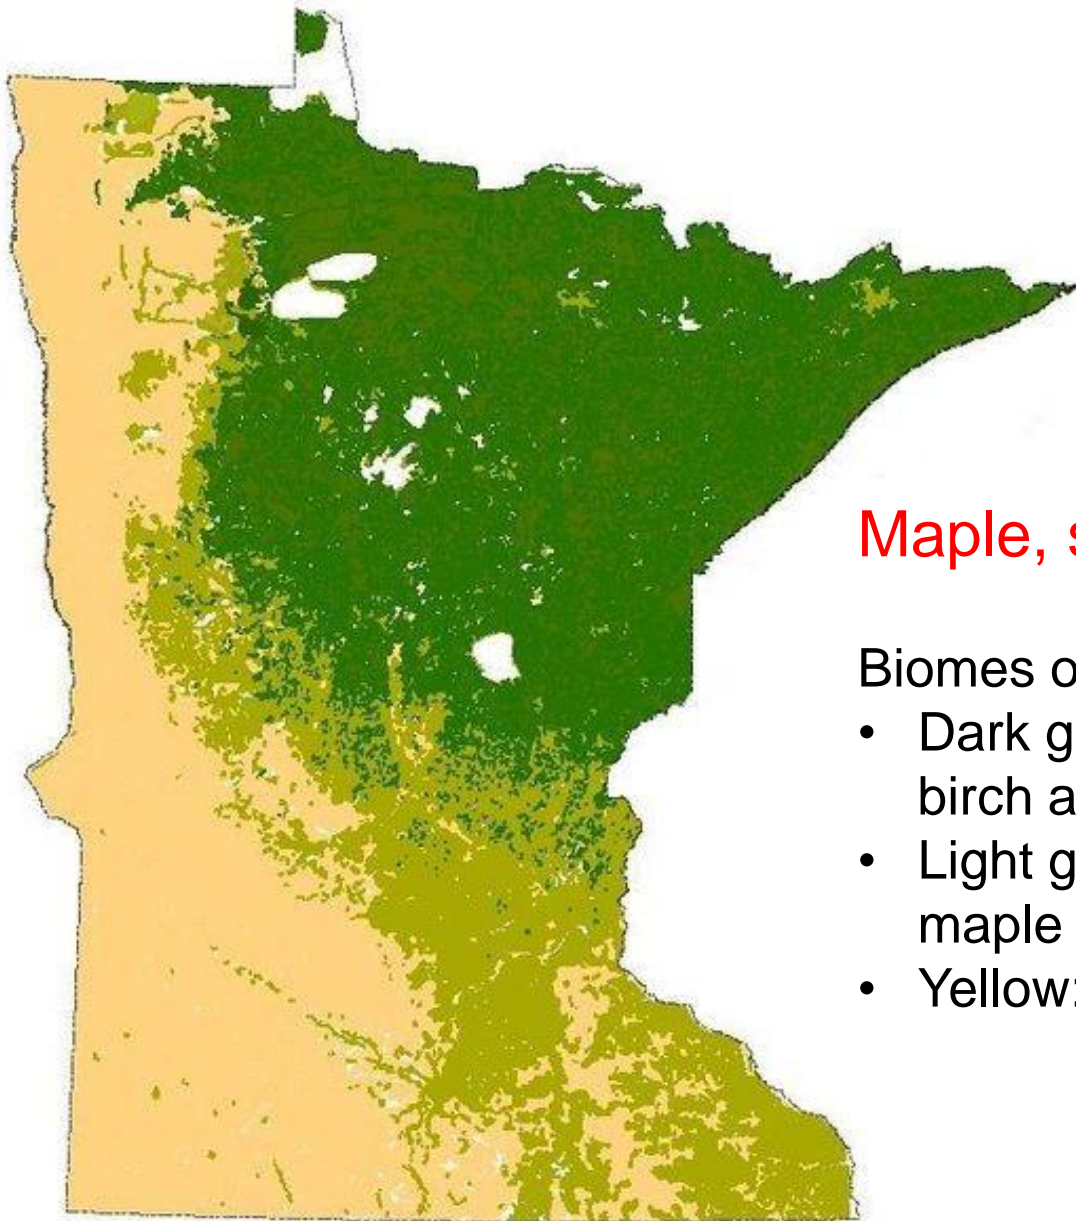 Maple, s
Biomes o
• Dark g
birch a
• Light g
maple
• Yellow: